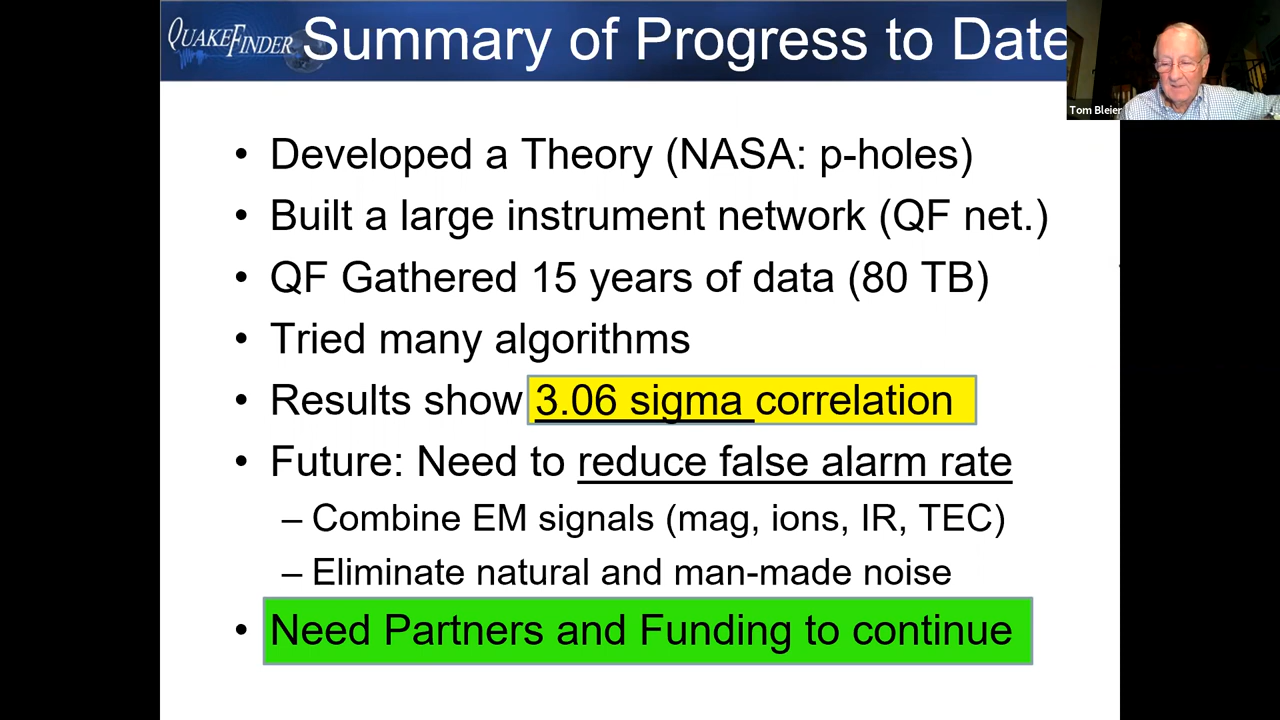 QUAKEFINDER
Summary of Progress to Date
Tom Bleier
• Developed a Theory (NASA: p-holes)
• Built a large instrument network (QF net.)
• QF Gathered 15 years of data (80 TB)
• Tried many algorithms
• Results show 3.06 sigma correlation
• Future: Need to reduce false alarm rate
– Combine EM signals (mag, ions, IR, TEC)
– Eliminate natural and man-made noise
• Need Partners and Funding to continue